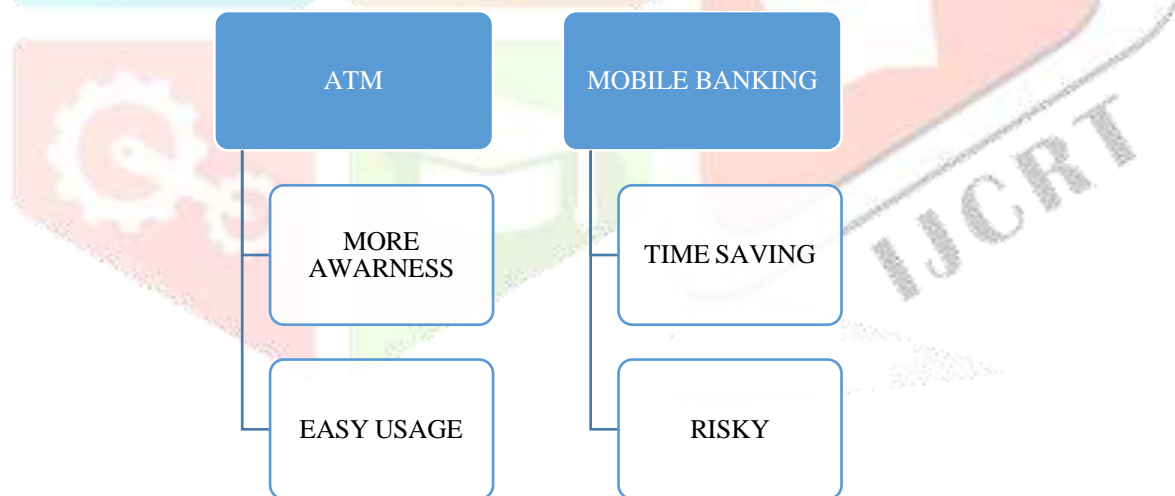 ATM
MORE
AWARNESS
EASY USAGE
MOBILE BANKING
TIME SAVING
RISKY
IJCRT